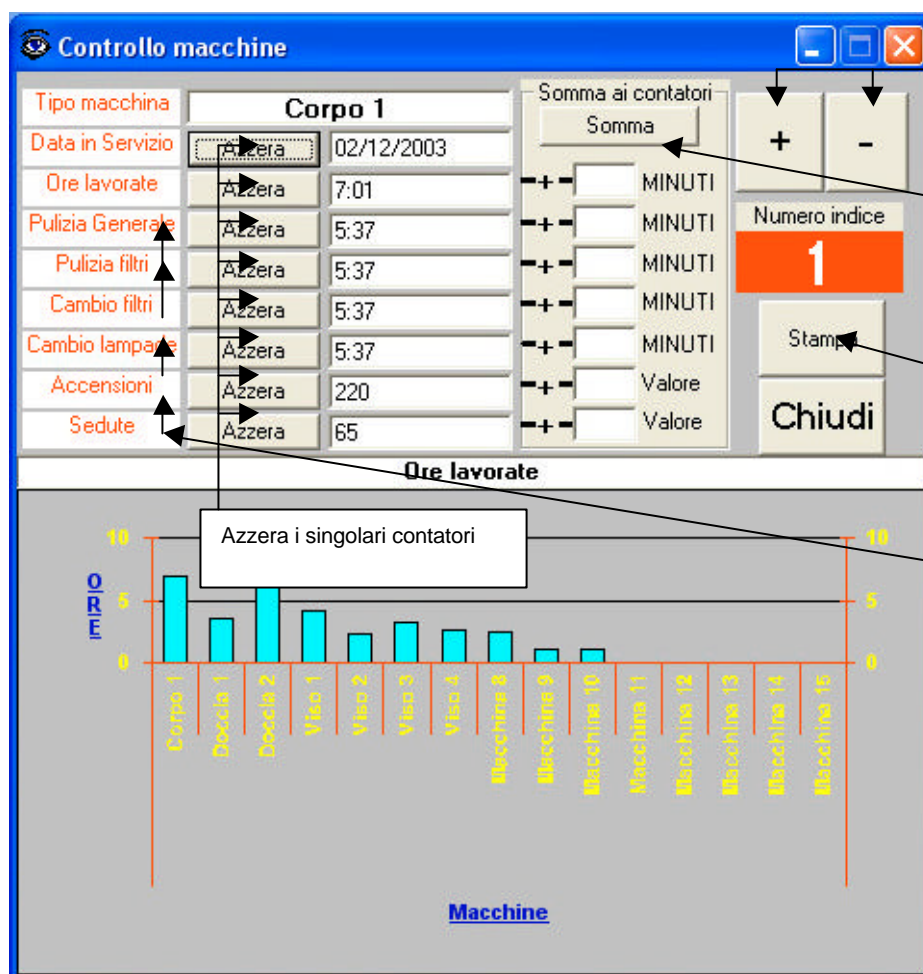 Controllo macchine
Tipo macchina Corpo 1
Data in Servizio Azzera 02/12/2003
Ore lavorate Azzera 7:01
Pulizia Generale Azzera 5:37
Pulizia filtri Azzera 5:37
Cambio filtri Azzera 5:37
Cambio lampade Azzera 5:37
Accensioni Azzera 220
Sedute Azzera 65
Somma ai contatori
Somma
-+- MINUTI
-+- MINUTI
-+- MINUTI
-+- MINUTI
-+- MINUTI
-+- Valore
-+- Valore
+ -
Numero indice
1
Stampa
Chiudi
Ore lavorate
Azzera i singolari contatori
10 10
5 5
0 0
ORE
Corpo 1
Doccia 1
Doccia 2
Viso 1
Viso 2
Viso 3
Viso 4
Macchina 8
Macchina 9
Macchina 10
Macchina 11
Macchina 12
Macchina 13
Macchina 14
Macchina 15
Macchine